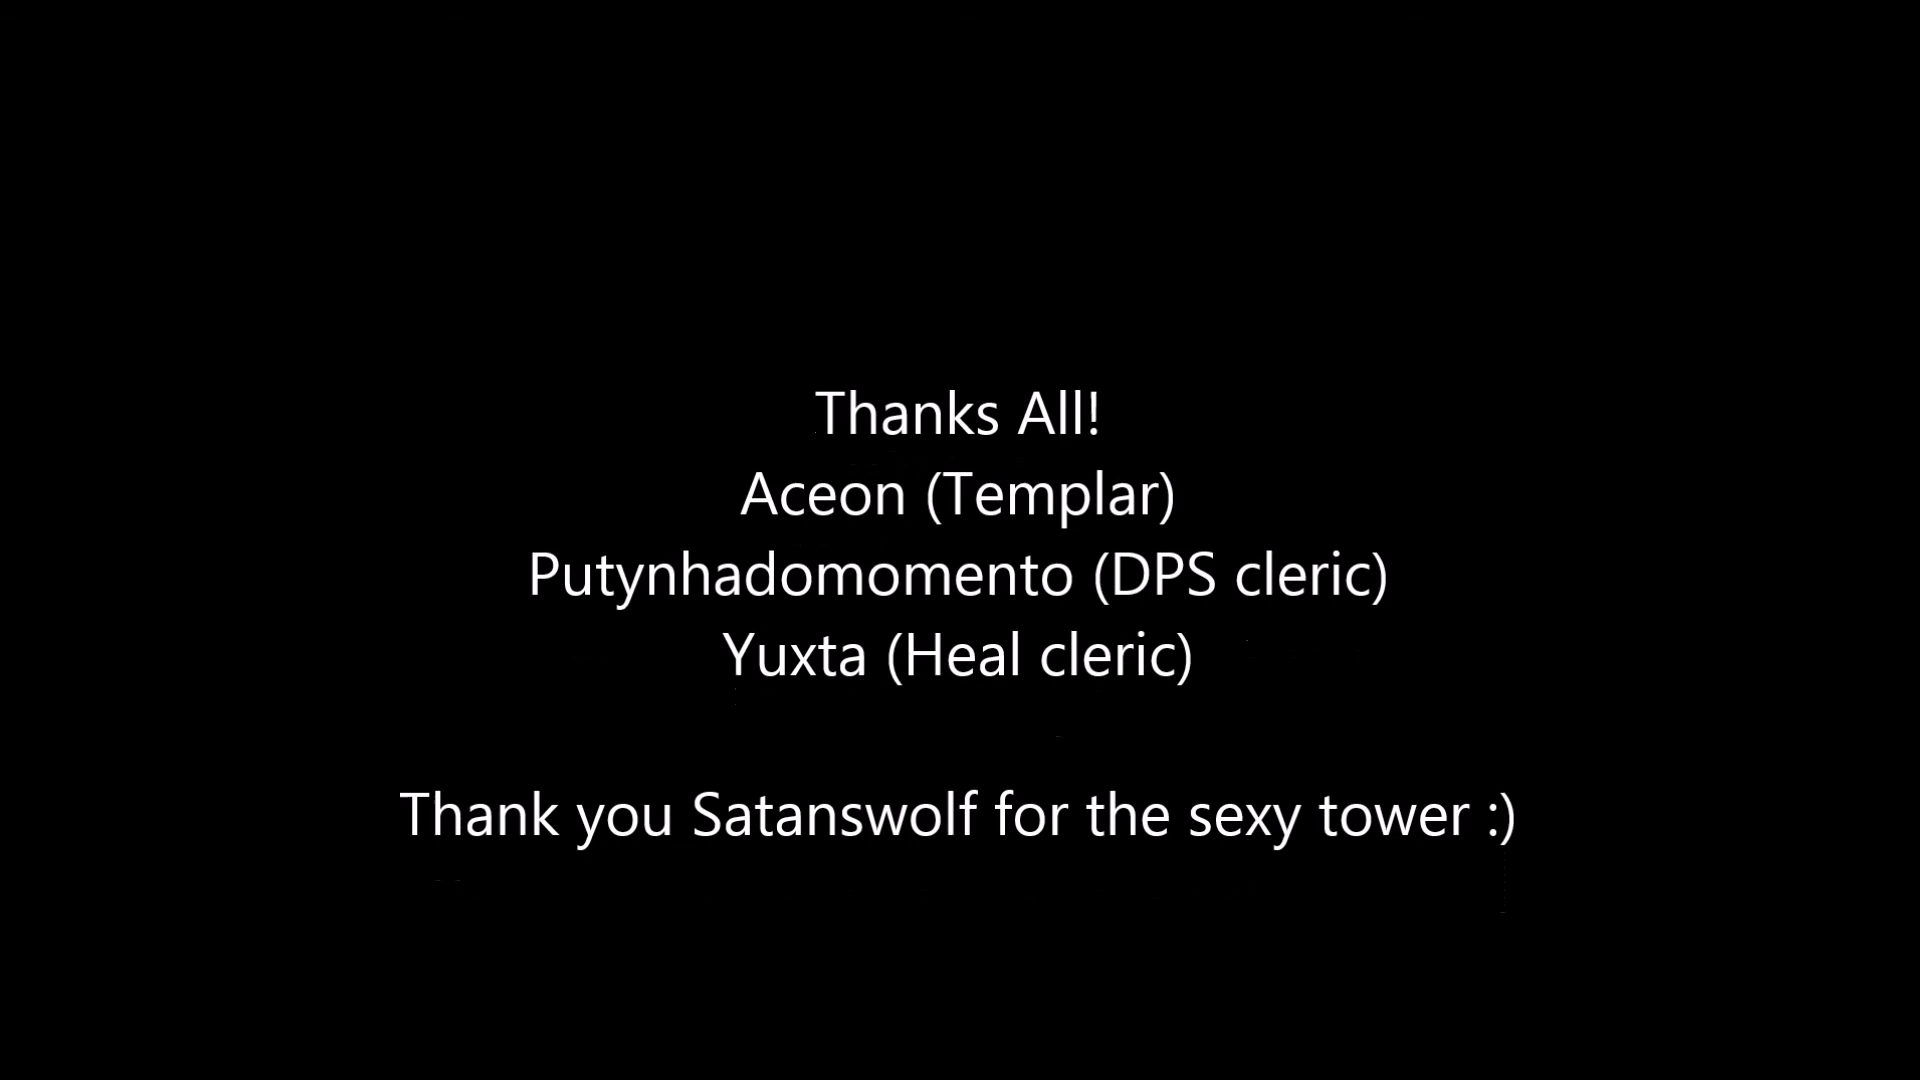 Thanks All!
Aceon (Templar)
Putynhadomomento (DPS cleric)
Yuxta (Heal cleric)
Thank you Satanswolf for the sexy tower :)